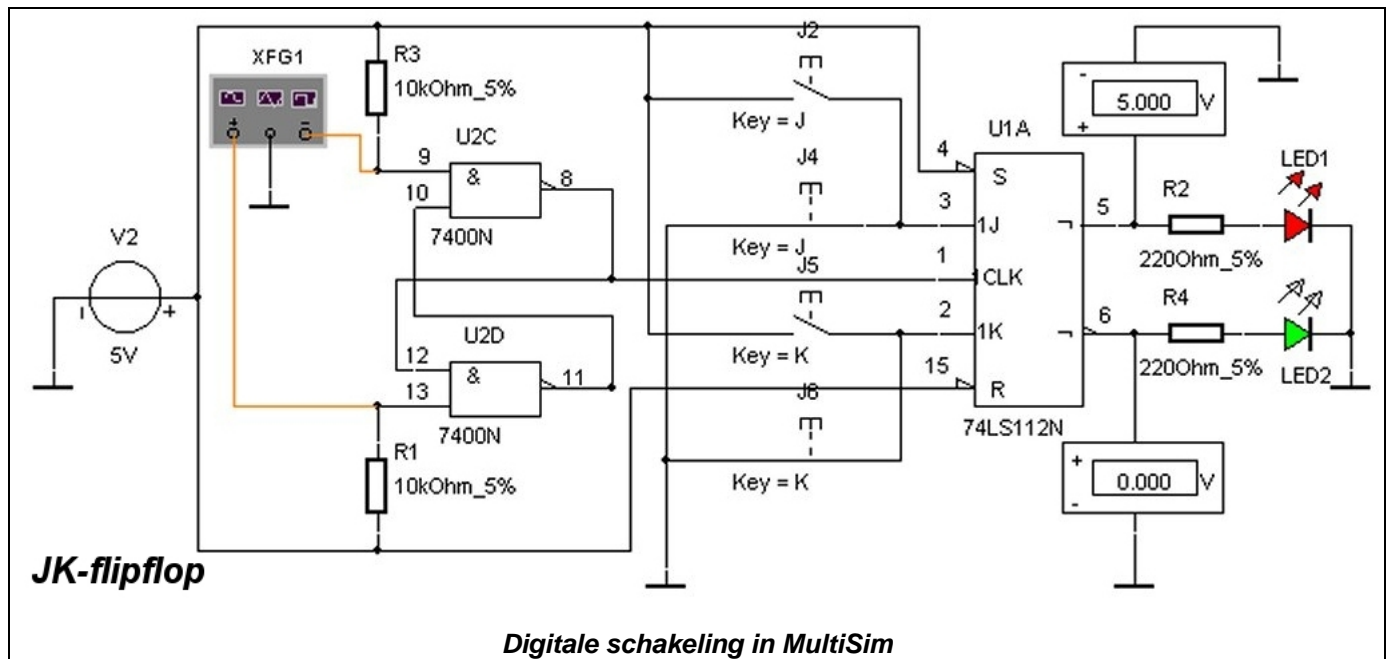 J2
XFG1
R3
10kOhm_5%
Key = J
5.000
V
-
+
U2C
9
&
8
10
7400N
J4
U1A
4
S
3
1J
LED1
R2
5
¬
220Ohm_5%
V2
5V
Key = J
J5
1
1CLK
R4
2
1K
6
¬
220Ohm_5%
LED2
U2D
12
&
11
13
7400N
Key = K
15
R
J6
74LS112N
R1
10kOhm_5%
Key = K
+
0.000
V
-
JK-flipflop
Digitale schakeling in MultiSim